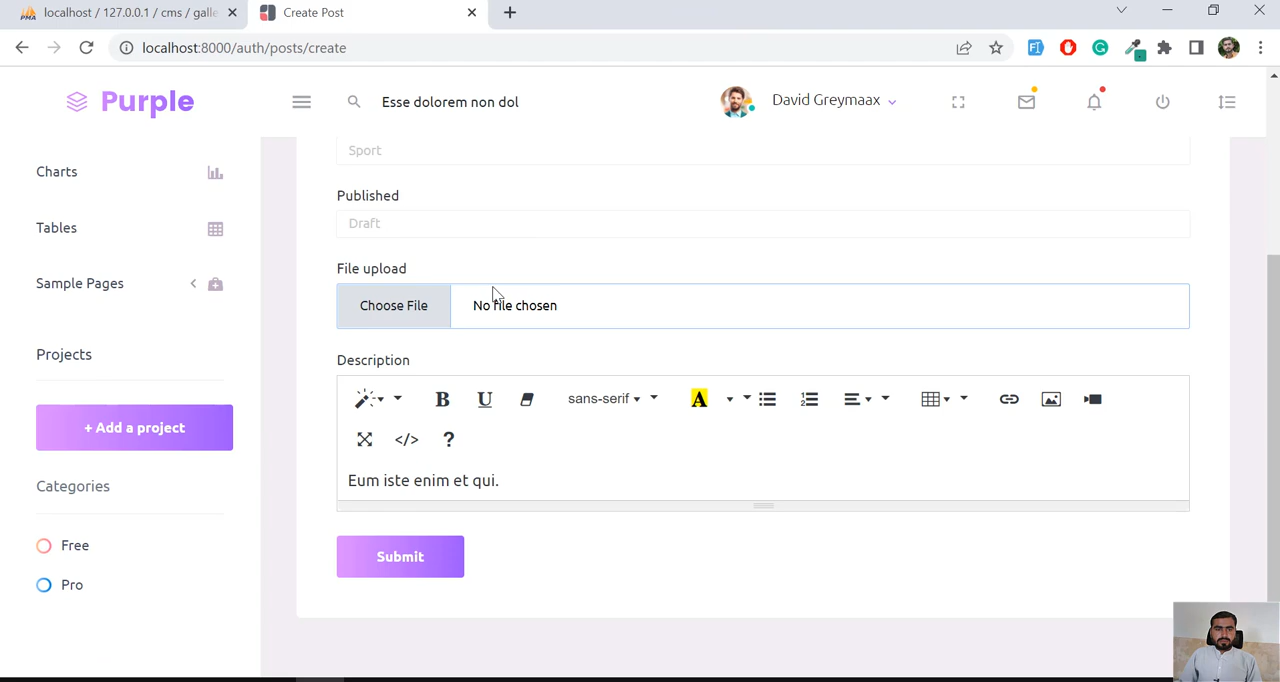 localhost / 127.0.0.1 / cms / galle
Create Post
localhost:8000/auth/posts/create
Purple
Esse dolorem non dol
David Greymaax
Charts
Tables
Sample Pages
Projects
+ Add a project
Categories
Free
Pro
Sport
Published
Draft
File upload
Choose File No file chosen
Description
B U sans-serif A
</> ?
Eum iste enim et qui.
Submit